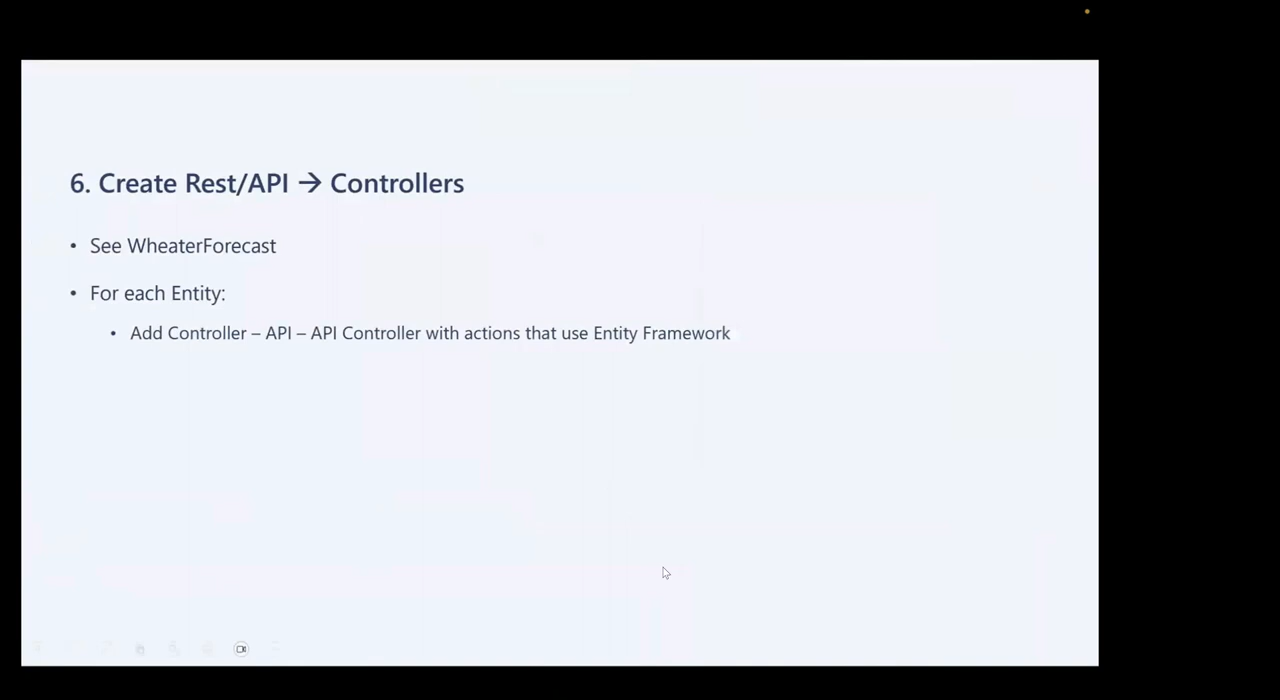 6. Create Rest/API → Controllers
• See WheaterForecast
• For each Entity:
• Add Controller – API – API Controller with actions that use Entity Framework